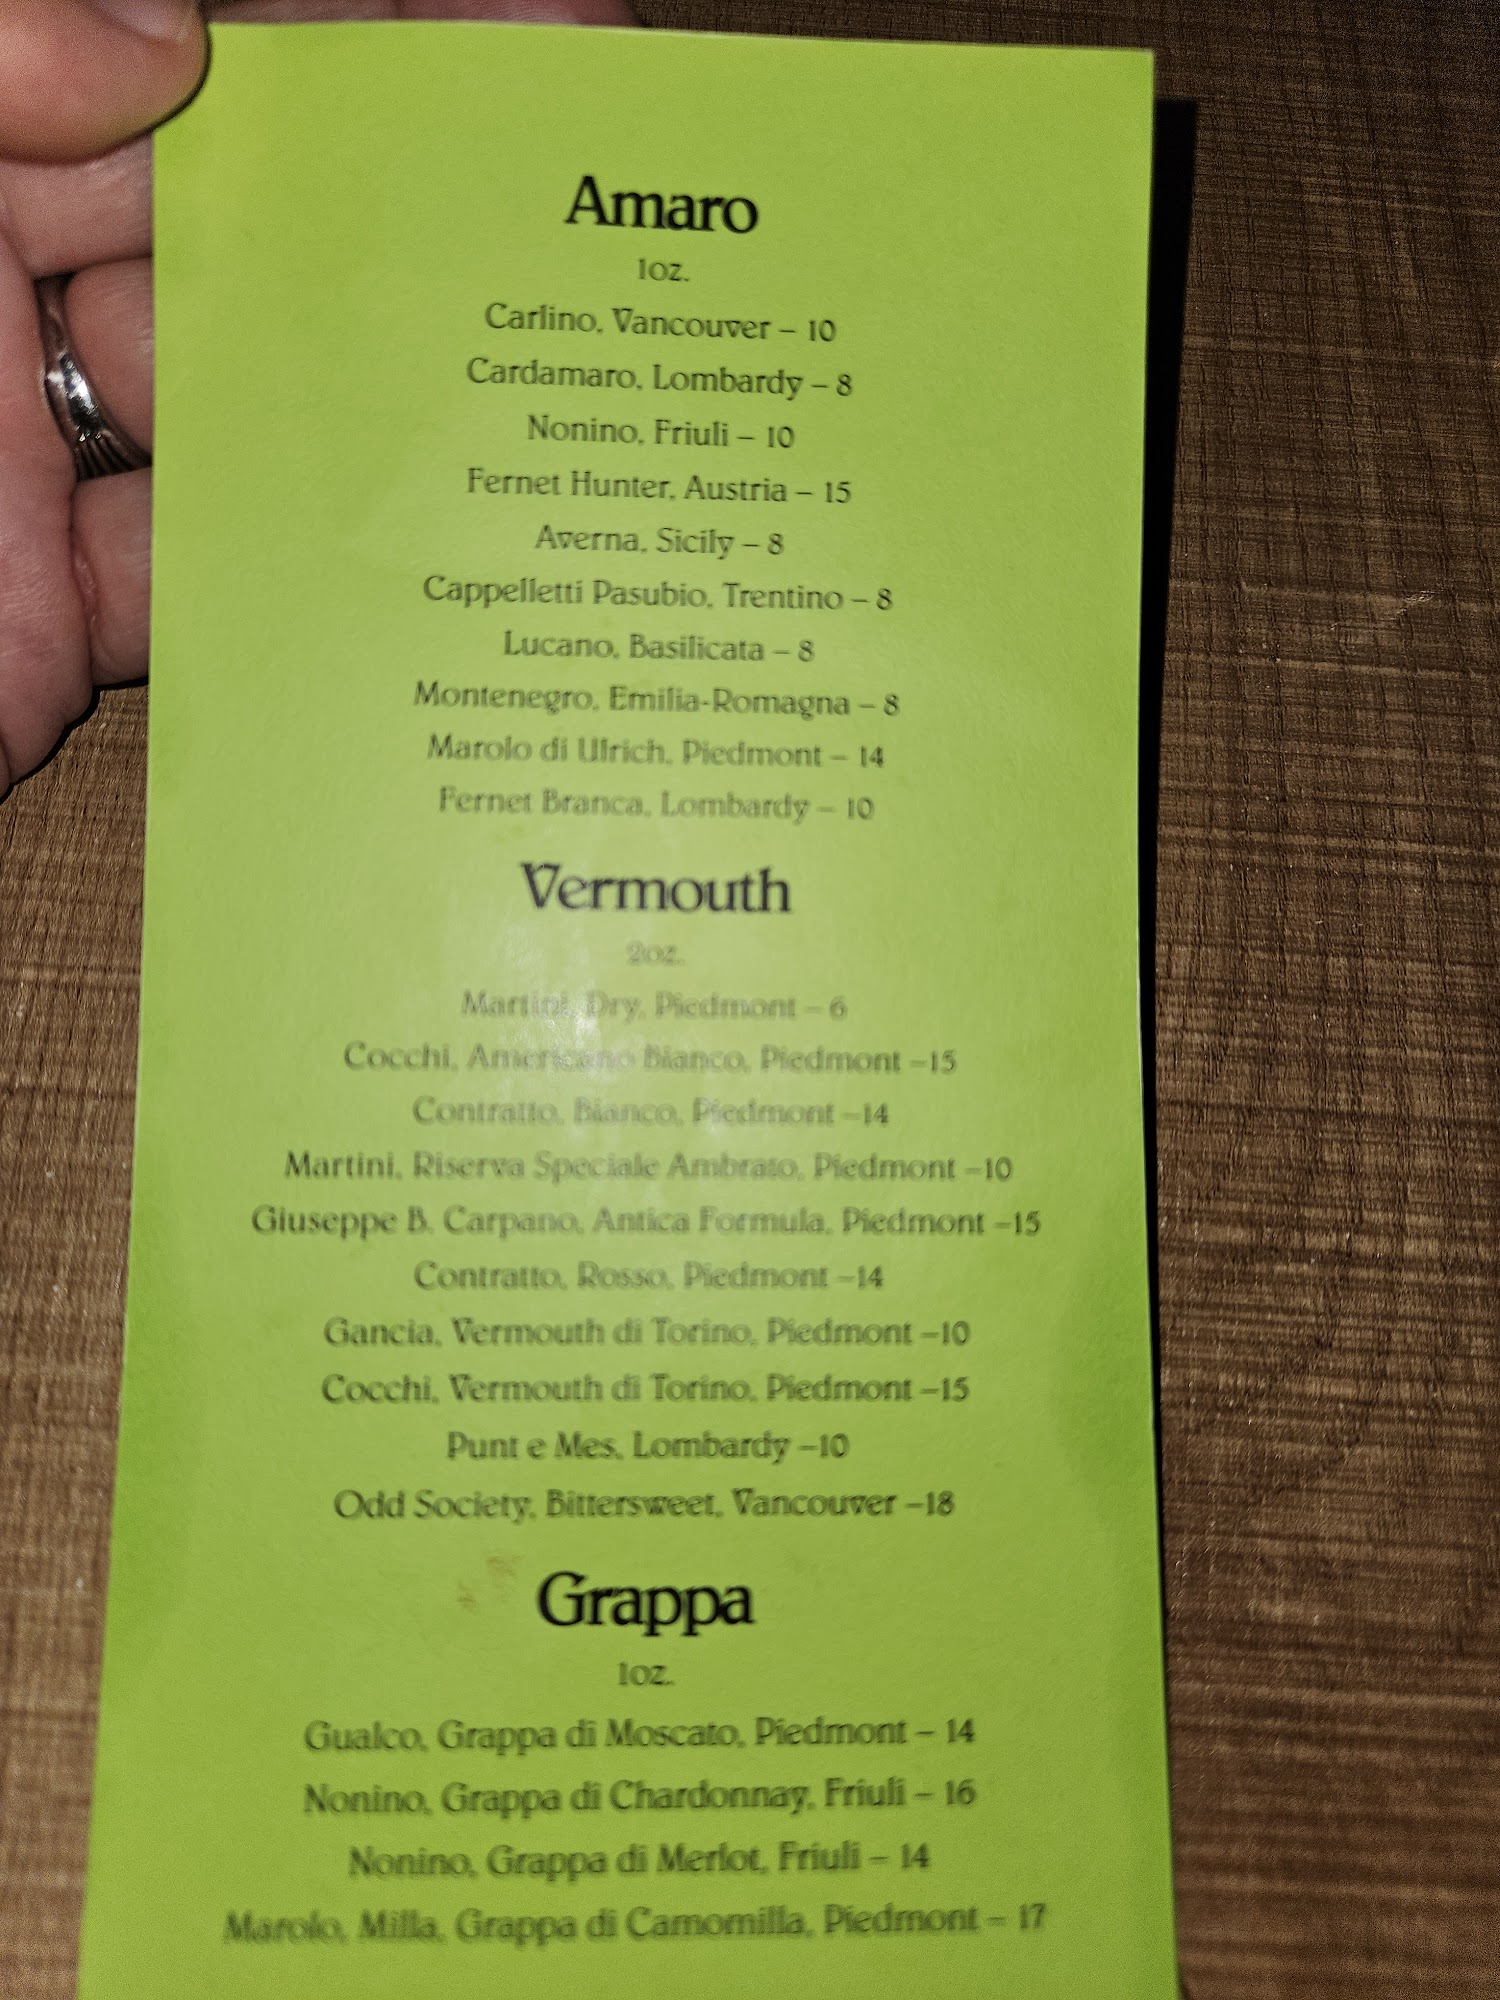 Amaro
1oz.
Carlino, Vancouver – 10
Cardamaro, Lombardy – 8
Nonino, Friuli – 10
Fernet Hunter, Austria – 15
Averna, Sicily – 8
Cappelletti Pasubio, Trentino – 8
Lucano, Basilicata – 8
Montenegro, Emilia-Romagna – 8
Marolo di Ulrich, Piedmont – 14
Fernet Branca, Lombardy – 10
Vermouth
2oz.
Martini, Dry, Piedmont – 6
Cocchi, Americano Bianco, Piedmont –15
Contratto, Bianco, Piedmont –14
Martini, Riserva Speciale Ambrato, Piedmont –10
Giuseppe B. Carpano, Antica Formula, Piedmont –15
Contratto, Rosso, Piedmont –14
Gancia, Vermouth di Torino, Piedmont –10
Cocchi, Vermouth di Torino, Piedmont –15
Punt e Mes, Lombardy –10
Odd Society, Bittersweet, Vancouver –18
Grappa
1oz.
Gualco, Grappa di Moscato, Piedmont – 14
Nonino, Grappa di Chardonnay, Friuli – 16
Nonino, Grappa di Merlot, Friuli – 14
Marolo, Milla, Grappa di Camomilla, Piedmont – 17